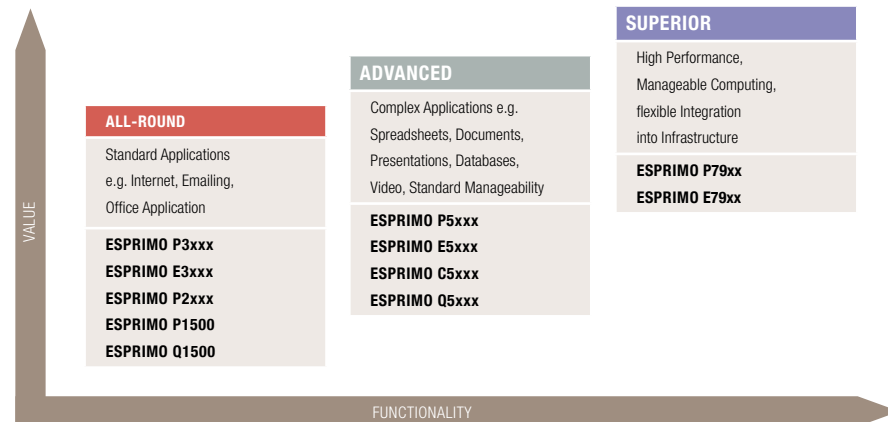 VALUE
ALL-ROUND
Standard Applications
e.g. Internet, Emailing,
Office Application
ESPRIMO P3xxx
ESPRIMO E3xxx
ESPRIMO P2xxx
ESPRIMO P1500
ESPRIMO Q1500
ADVANCED
Complex Applications e.g.
Spreadsheets, Documents,
Presentations, Databases,
Video, Standard Manageability
ESPRIMO P5xxx
ESPRIMO E5xxx
ESPRIMO C5xxx
ESPRIMO Q5xxx
SUPERIOR
High Performance,
Manageable Computing,
flexible Integration
into Infrastructure
ESPRIMO P79xx
ESPRIMO E79xx
FUNCTIONALITY